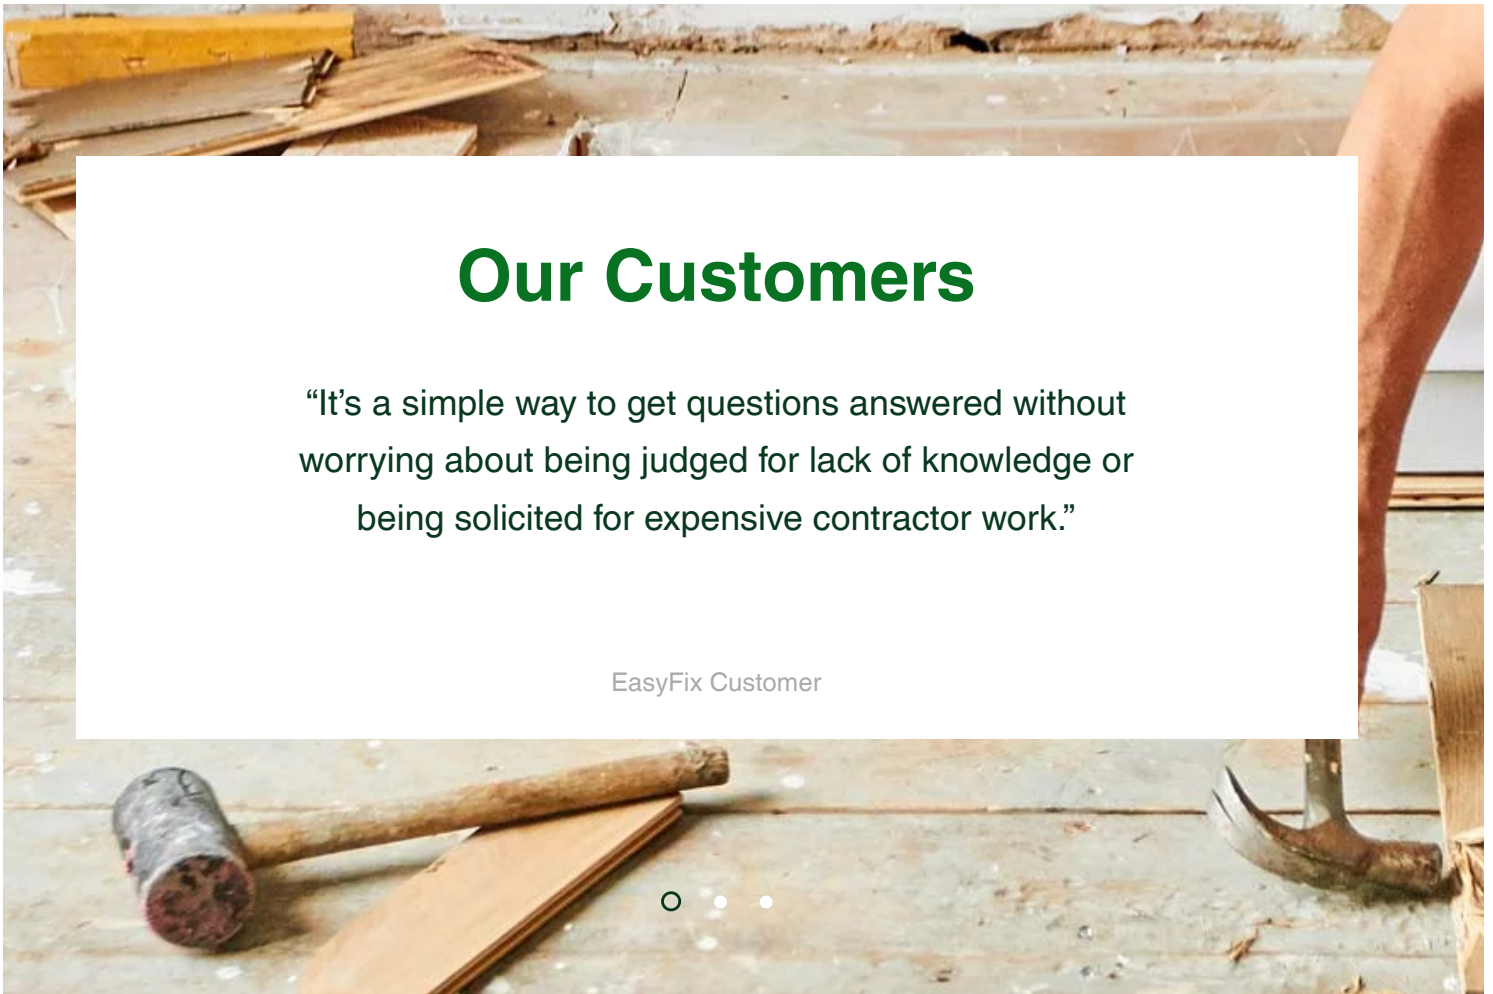 Our Customers
“It’s a simple way to get questions answered without
worrying about being judged for lack of knowledge or
being solicited for expensive contractor work.”
EasyFix Customer